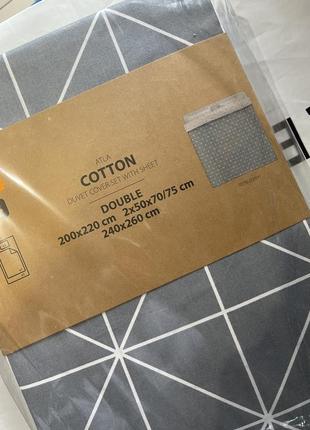 ATLA
COTTON
DUVET COVER SET WITH SHEET
DOUBLE
200x220 cm 2x50x70/75 cm
240x260 cm